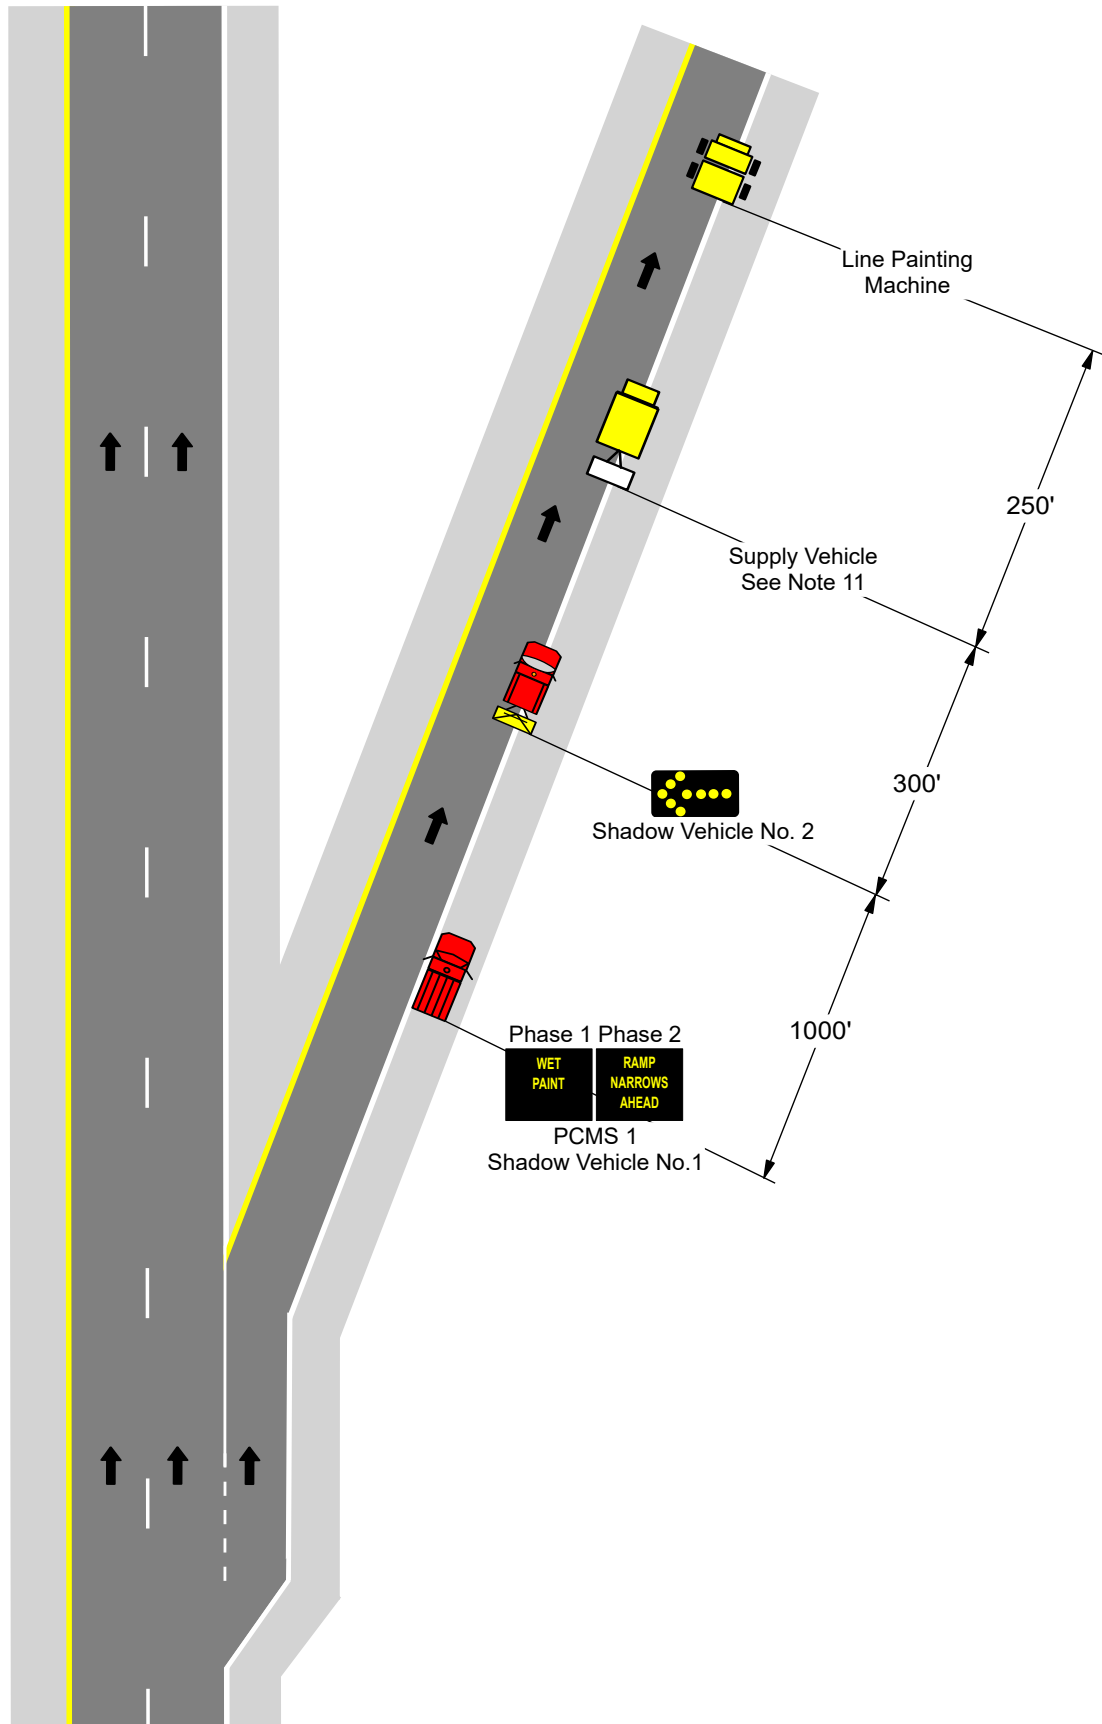 Line Painting
Machine
250'
Supply Vehicle
See Note 11
300'
Shadow Vehicle No. 2
1000'
Phase 1 Phase 2
WET
PAINT
RAMP
NARROWS
AHEAD
PCMS 1
Shadow Vehicle No.1